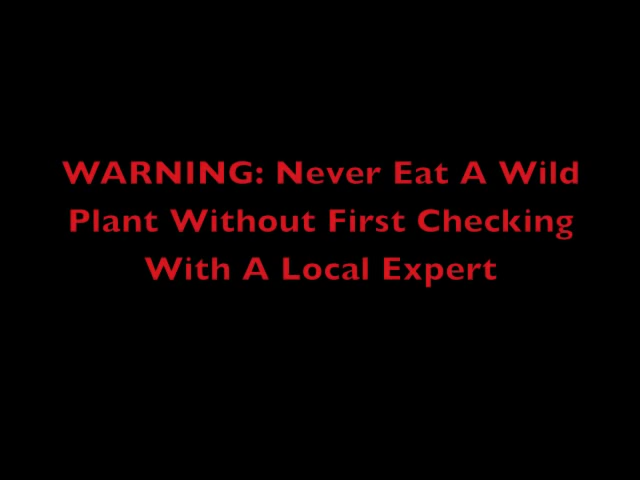 WARNING: Never Eat A Wild
Plant Without First Checking
With A Local Expert